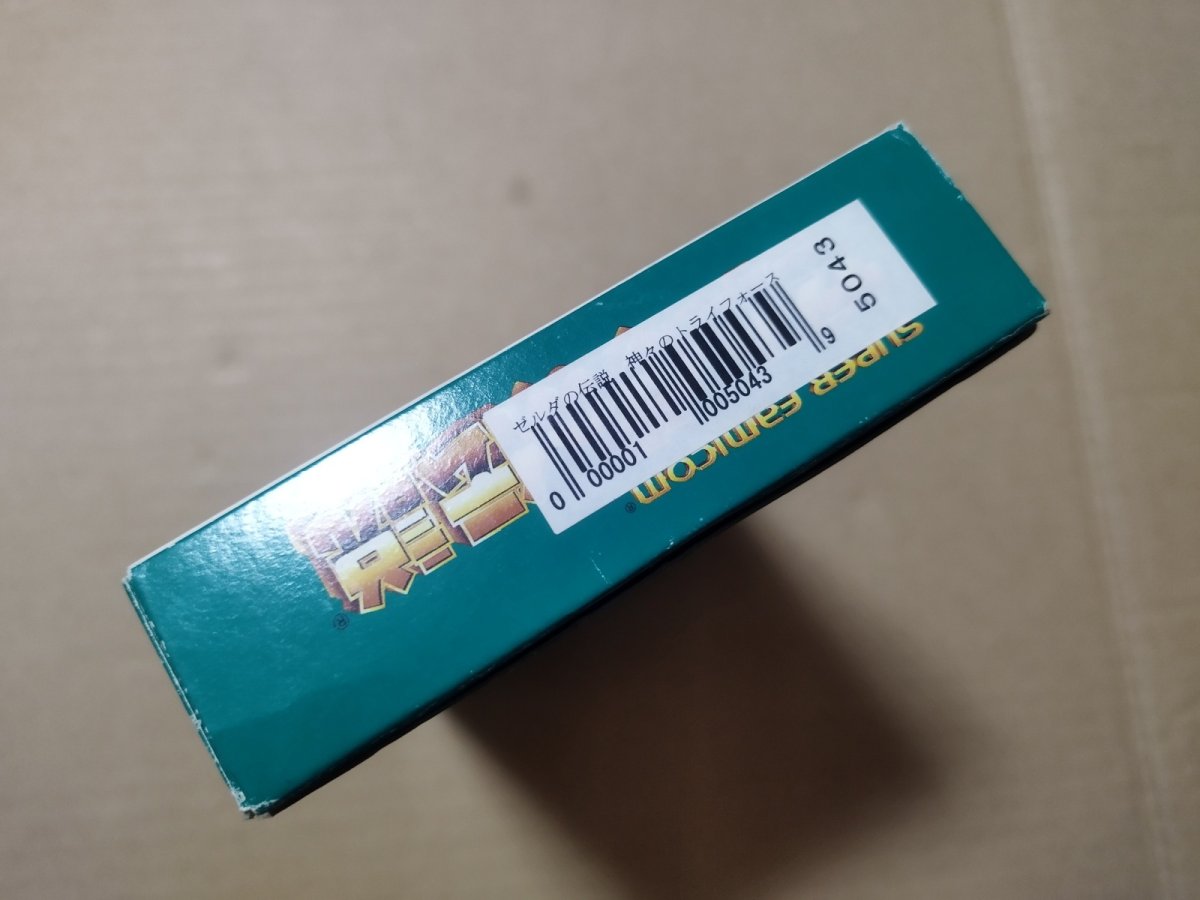 ゼルダの伝説 神々のトライフォース
0 00001 005043 9
5043
SUPER FAMICOM ®
®